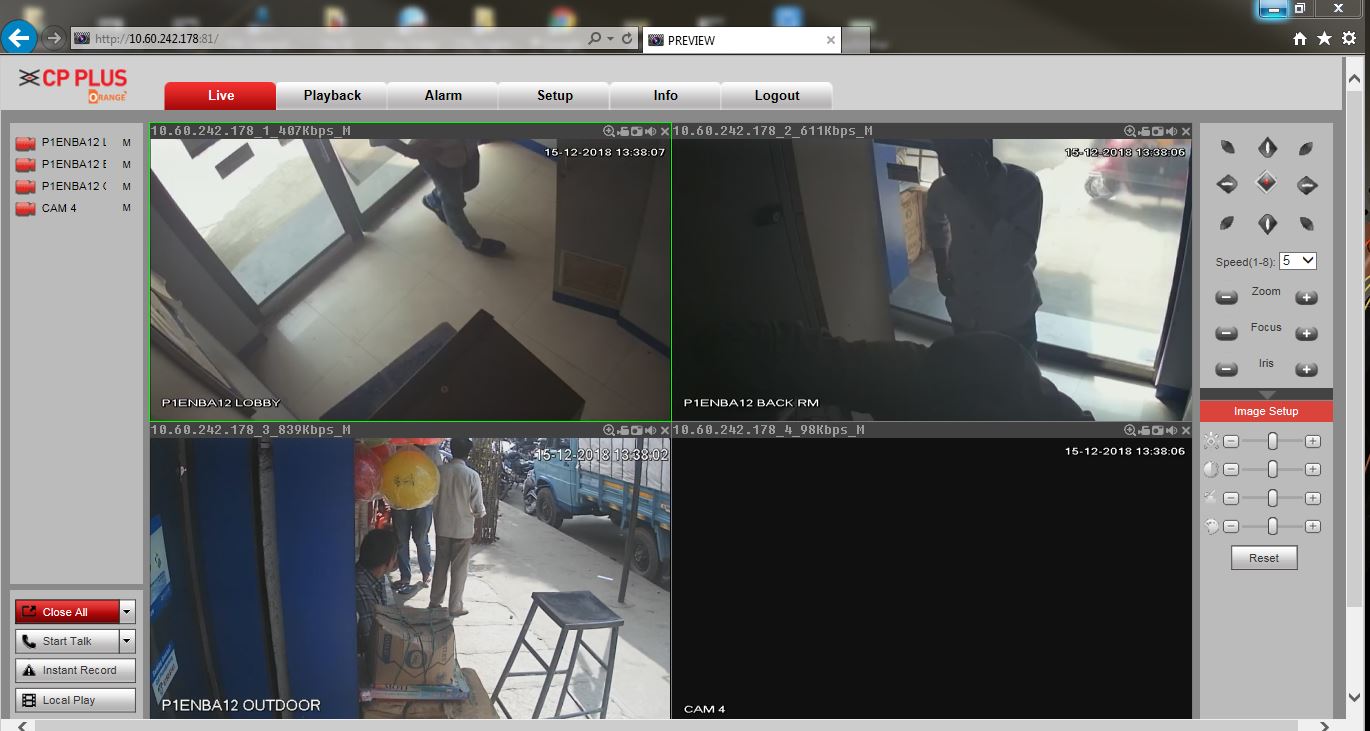 http://10.60.242.178:81/
PREVIEW
CP PLUS
ORANGE
Live
Playback
Alarm
Setup
Info
Logout
P1ENBA12 L M
P1ENBA12 E M
P1ENBA12 C M
CAM 4 M
10.60.242.178_1_407Kbps_M
15-12-2018 13:38:07
P1ENBA12 LOBBY
10.60.242.178_2_611Kbps_M
15-12-2018 13:38:06
P1ENBA12 BACK RM
10.60.242.178_3_839Kbps_M
15-12-2018 13:38:02
P1ENBA12 OUTDOOR
10.60.242.178_4_98Kbps_M
15-12-2018 13:38:06
CAM 4
Speed(1-8): 5
Zoom
Focus
Iris
Image Setup
Reset
Close All
Start Talk
Instant Record
Local Play